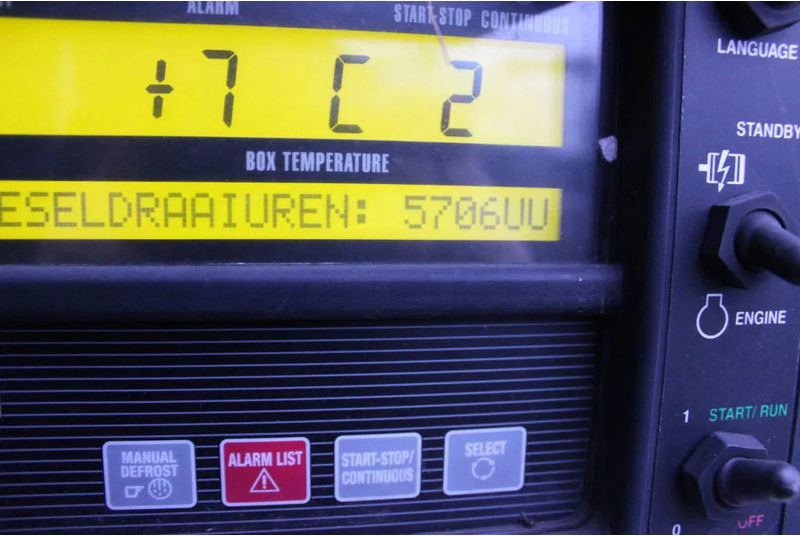 ALARM
START-STOP CONTINUOUS
+7 C 2
BOX TEMPERATURE
ESELDRAAIUREN: 5706UU
MANUAL
DEFROST
ALARM LIST
START-STOP/
CONTINUOUS
SELECT
LANGUAGE
STANDBY
ENGINE
1 START/RUN
0 OFF